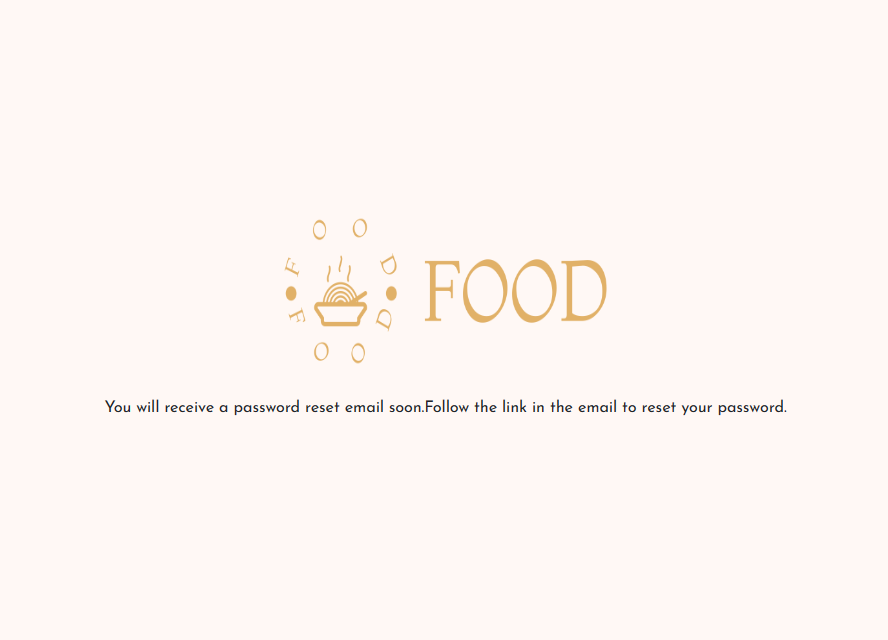 FOOD
FOOD
FOOD
You will receive a password reset email soon.Follow the link in the email to reset your password.